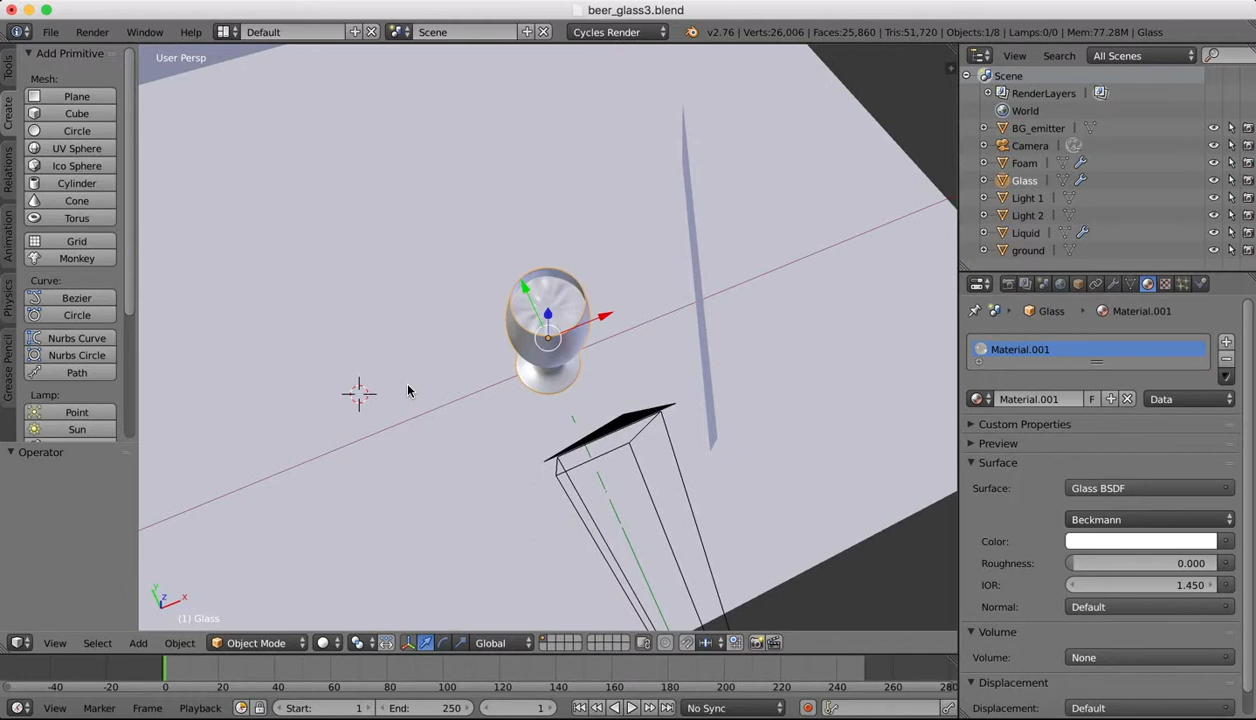 beer_glass3.blend
File Render Window Help Default Scene Cycles Render v2.76 | Verts:26,006 | Faces:25,860 | Tris:51,720 | Objects:1/8 | Lamps:0/0 | Mem:77.28M | Glass
Tools
Create
Relations
Animation
Physics
Grease Pencil
Add Primitive
Mesh:
Plane
Cube
Circle
UV Sphere
Ico Sphere
Cylinder
Cone
Torus
Grid
Monkey
Curve:
Bezier
Circle
Nurbs Curve
Nurbs Circle
Path
Lamp:
Point
Sun
Operator
User Persp
y
z
x
(1) Glass
View Select Add Object Object Mode Global
-40 -20 0 20 40 60 80 100 120 140 160 180 200 220 240 260 280
View Marker Frame Playback Start: 1 End: 250 1 No Sync
View Search All Scenes
Scene
RenderLayers
World
BG_emitter
Camera
Foam
Glass
Light 1
Light 2
Liquid
ground
Glass Material.001
Material.001
Material.001 F Data
Custom Properties
Preview
Surface
Surface: Glass BSDF
Beckmann
Color:
Roughness: 0.000
IOR: 1.450
Normal: Default
Volume
Volume: None
Displacement
Displacement: Default